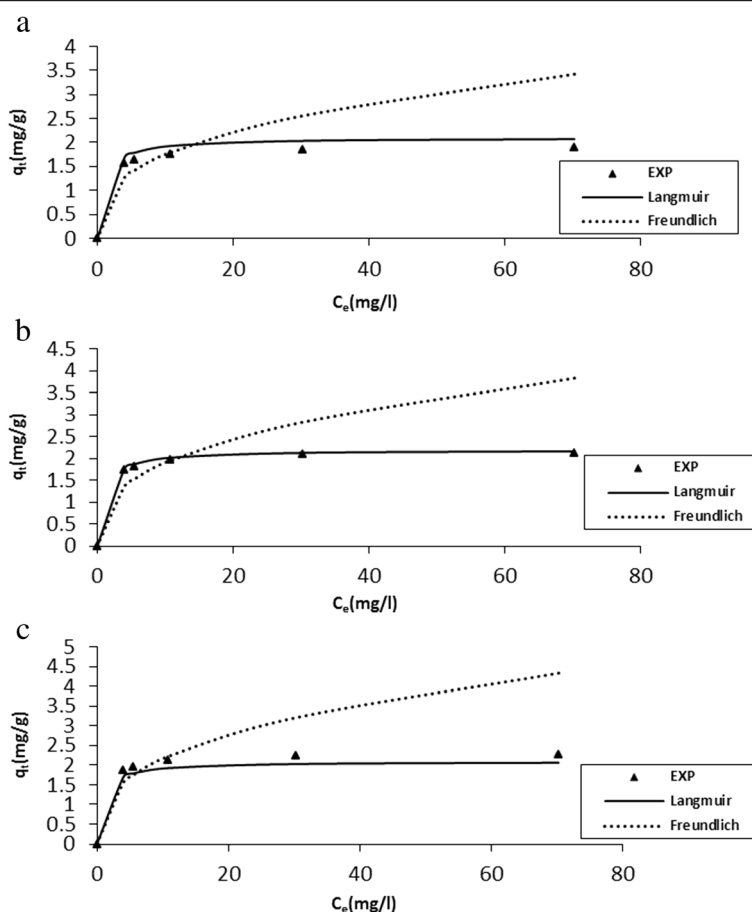 a
4
3.5
3
2.5
2
1.5
1
0.5
0
qₜ(mg/g)
0 20 40 60 80
Cₑ(mg/l)
EXP
Langmuir
Freundlich
b
4.5
4
3.5
3
2.5
2
1.5
1
0.5
0
qₜ(mg/g)
0 20 40 60 80
Cₑ(mg/l)
EXP
Langmuir
Freundlich
c
5
4.5
4
3.5
3
2.5
2
1.5
1
0.5
0
qₜ(mg/g)
0 20 40 60 80
Cₑ(mg/l)
EXP
Langmuir
Freundlich